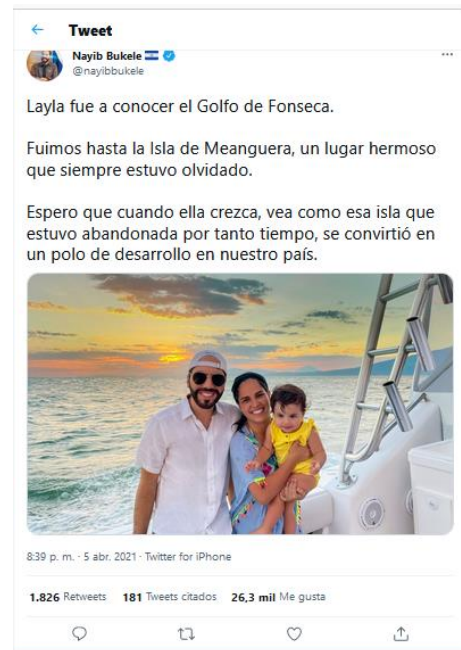 Tweet
Nayib Bukele
@nayibbukele
Layla fue a conocer el Golfo de Fonseca.
Fuimos hasta la Isla de Meanguera, un lugar hermoso
que siempre estuvo olvidado.
Espero que cuando ella crezca, vea como esa isla que
estuvo abandonada por tanto tiempo, se convirtió en
un polo de desarrollo en nuestro país.
8:39 p. m. · 5 abr. 2021 · Twitter for iPhone
1.826 Retweets 181 Tweets citados 26,3 mil Me gusta